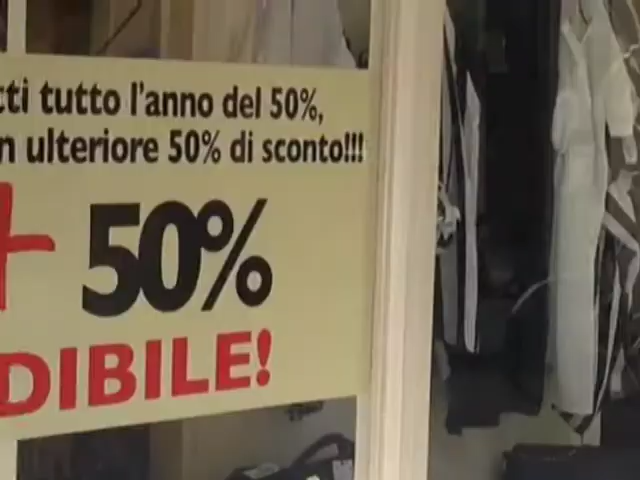 tti tutto l'anno del 50%,
n ulteriore 50% di sconto!!!
+ 50%
DIBILE!